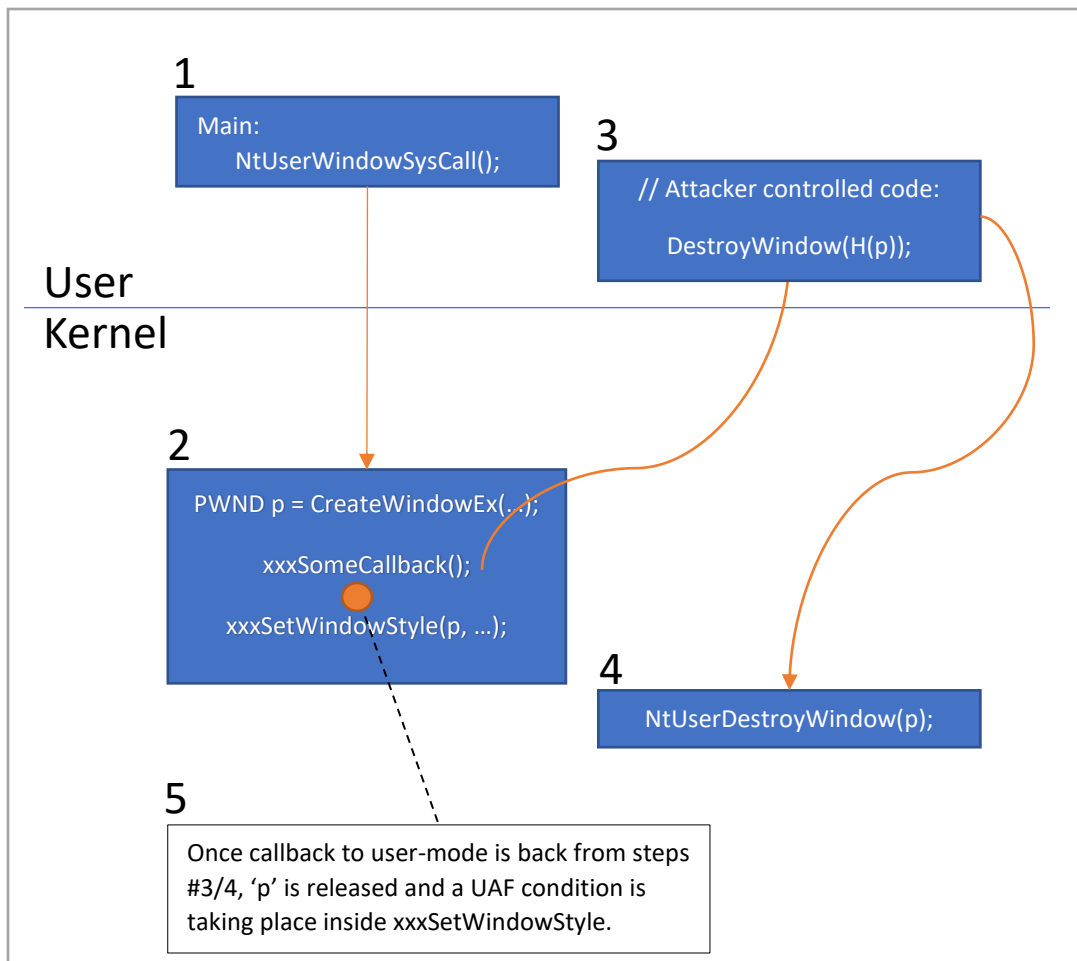 1
Main:
NtUserWindowSysCall();
3
// Attacker controlled code:
DestroyWindow(H(p));
User
Kernel
2
PWND p = CreateWindowEx(…);
xxxSomeCallback();
xxxSetWindowStyle(p, …);
4
NtUserDestroyWindow(p);
5
Once callback to user-mode is back from steps
#3/4, ‘p’ is released and a UAF condition is
taking place inside xxxSetWindowStyle.